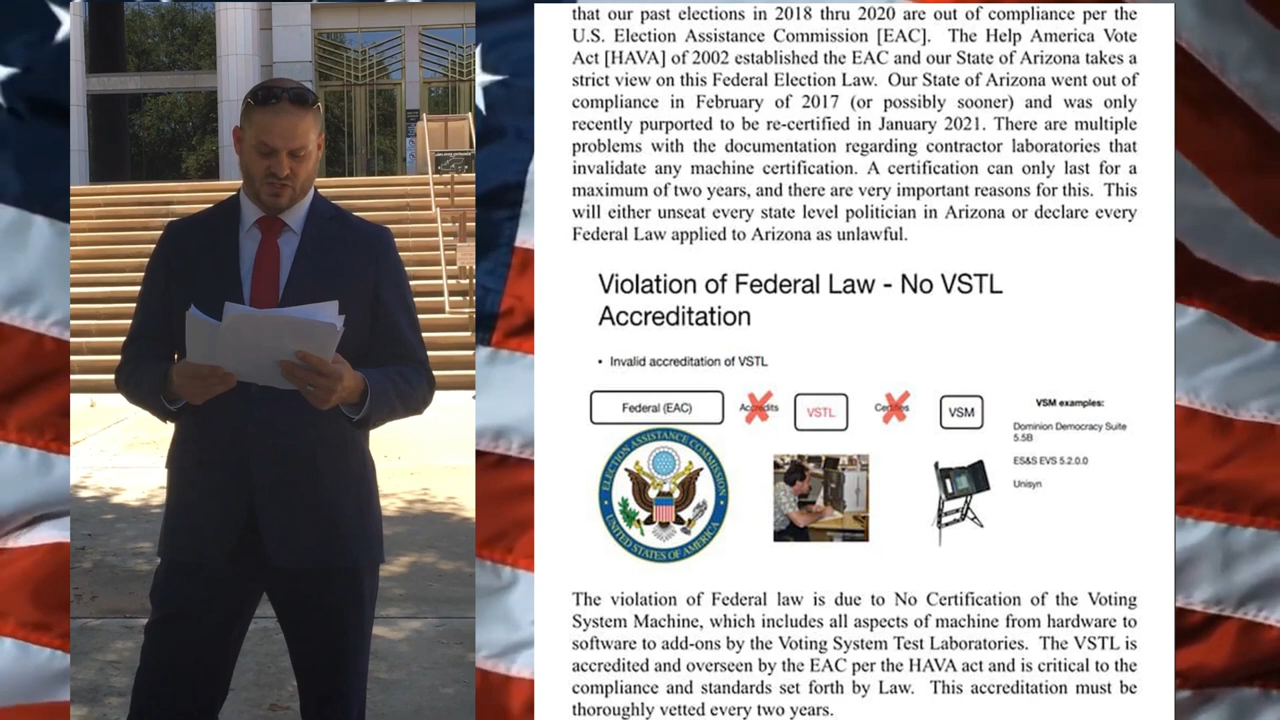 that our past elections in 2018 thru 2020 are out of compliance per the
U.S. Election Assistance Commission [EAC]. The Help America Vote
Act [HAVA] of 2002 established the EAC and our State of Arizona takes a
strict view on this Federal Election Law. Our State of Arizona went out of
compliance in February of 2017 (or possibly sooner) and was only
recently purported to be re-certified in January 2021. There are multiple
problems with the documentation regarding contractor laboratories that
invalidate any machine certification. A certification can only last for a
maximum of two years, and there are very important reasons for this. This
will either unseat every state level politician in Arizona or declare every
Federal Law applied to Arizona as unlawful.
Violation of Federal Law - No VSTL
Accreditation
• Invalid accreditation of VSTL
Federal (EAC)
Accredits
VSTL
Certifies
VSM
VSM examples:
Dominion Democracy Suite
5.5B
ES&S EVS 5.2.0.0
Unisyn
ELECTION ASSISTANCE COMMISSION
UNITED STATES OF AMERICA
The violation of Federal law is due to No Certification of the Voting
System Machine, which includes all aspects of machine from hardware to
software to add-ons by the Voting System Test Laboratories. The VSTL is
accredited and overseen by the EAC per the HAVA act and is critical to the
compliance and standards set forth by Law. This accreditation must be
thoroughly vetted every two years.